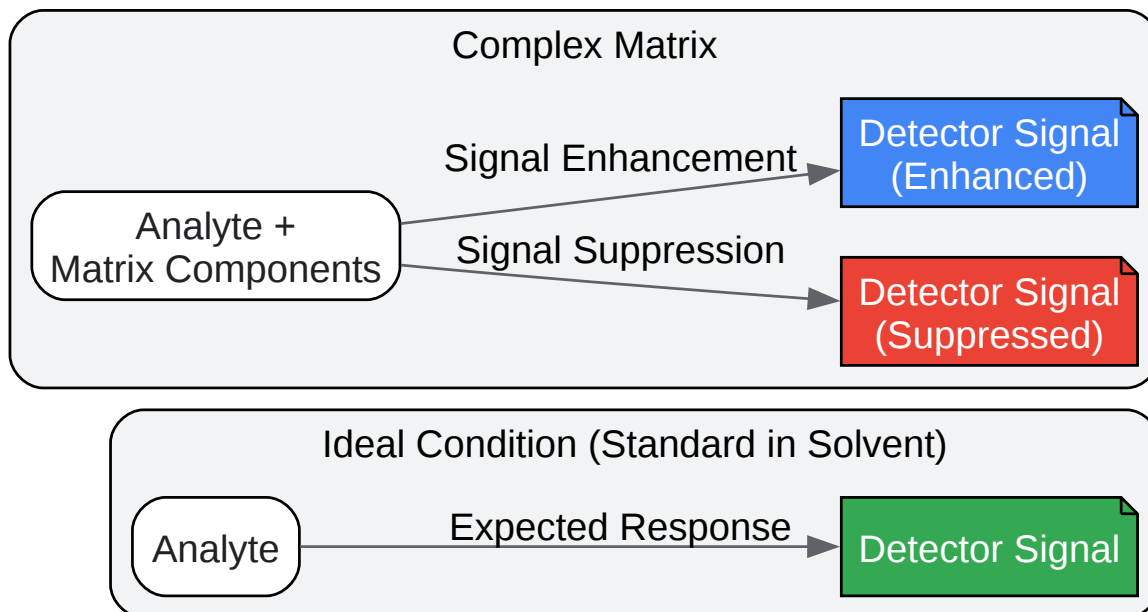 Complex Matrix
Signal Enhancement
Detector Signal
(Enhanced)
Analyte +
Matrix Components
Signal Suppression
Detector Signal
(Suppressed)
Ideal Condition (Standard in Solvent)
Analyte
Expected Response
Detector Signal